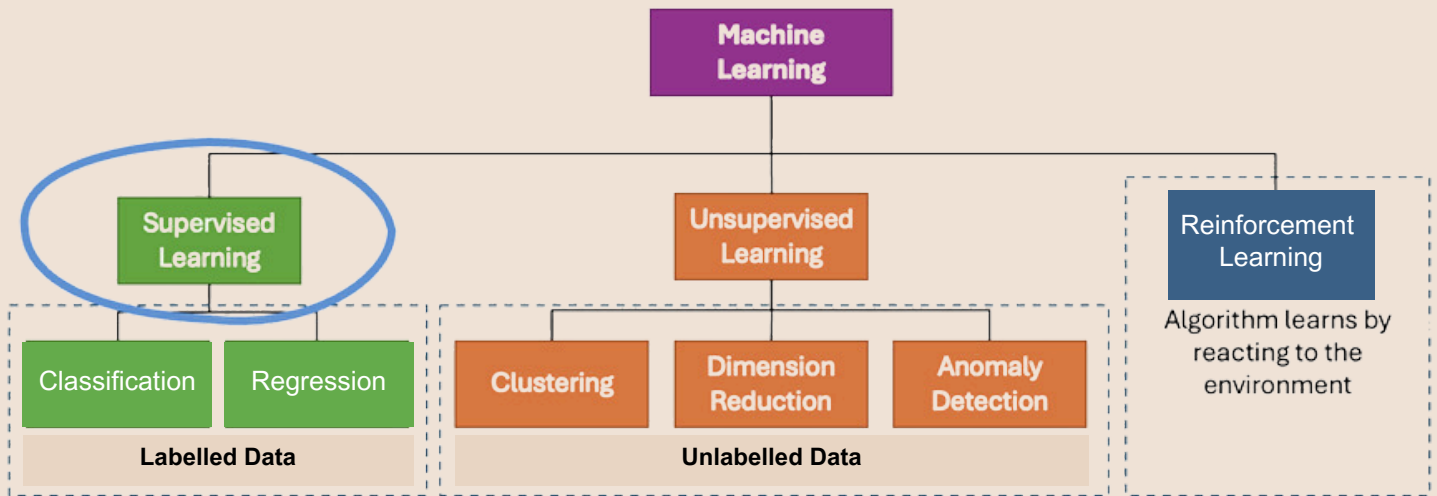 Machine
Learning
Supervised
Learning
Unsupervised
Learning
Reinforcement
Learning
Algorithm learns by
reacting to the
environment
Classification
Regression
Clustering
Dimension
Reduction
Anomaly
Detection
Labelled Data
Unlabelled Data